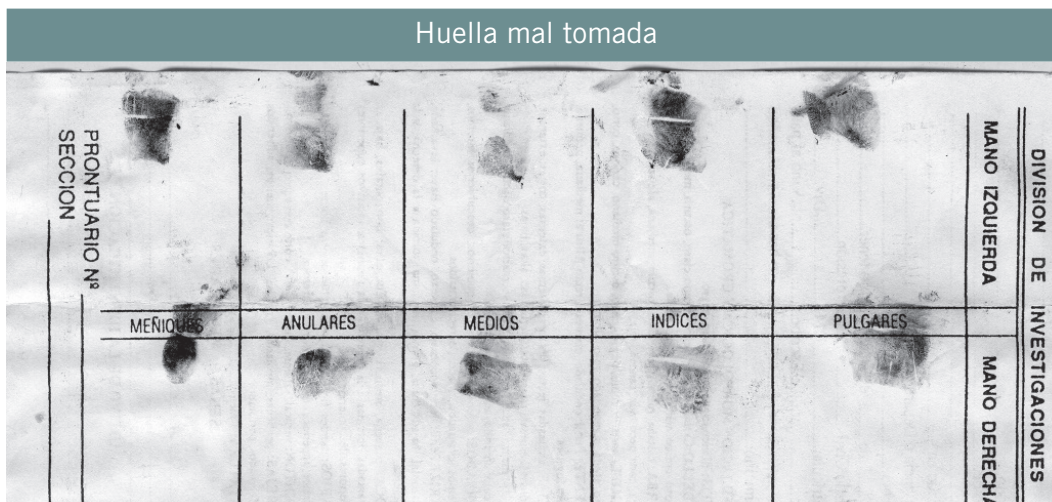 Huella mal tomada
DIVISION DE INVESTIGACIONES
MANO IZQUIERDA
PRONTUARIO Nº
SECCION
MEÑIQUES ANULARES MEDIOS INDICES PULGARES
MANO DERECHA